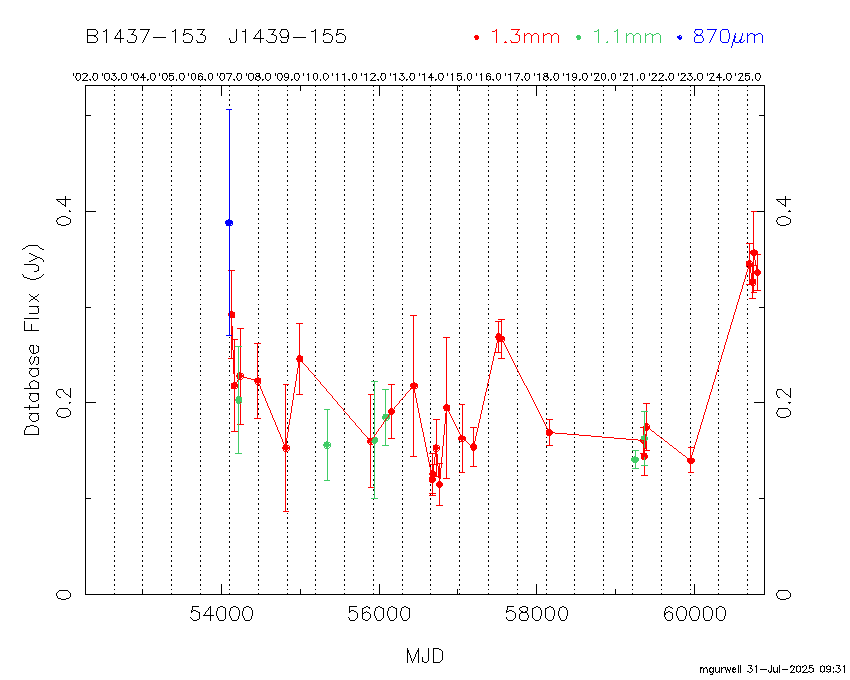 B1437-153 J1439-155 1.3mm 1.1mm 870μm
'02.0 '03.0 '04.0 '05.0 '06.0 '07.0 '08.0 '09.0 '10.0 '11.0 '12.0 '13.0 '14.0 '15.0 '16.0 '17.0 '18.0 '19.0 '20.0 '21.0 '22.0 '23.0 '24.0 '25.0
0.4 0.4
Database Flux (Jy)
0.2 0.2
0 0
54000 56000 58000 60000
MJD
mgurwell 31-Jul-2025 09:31